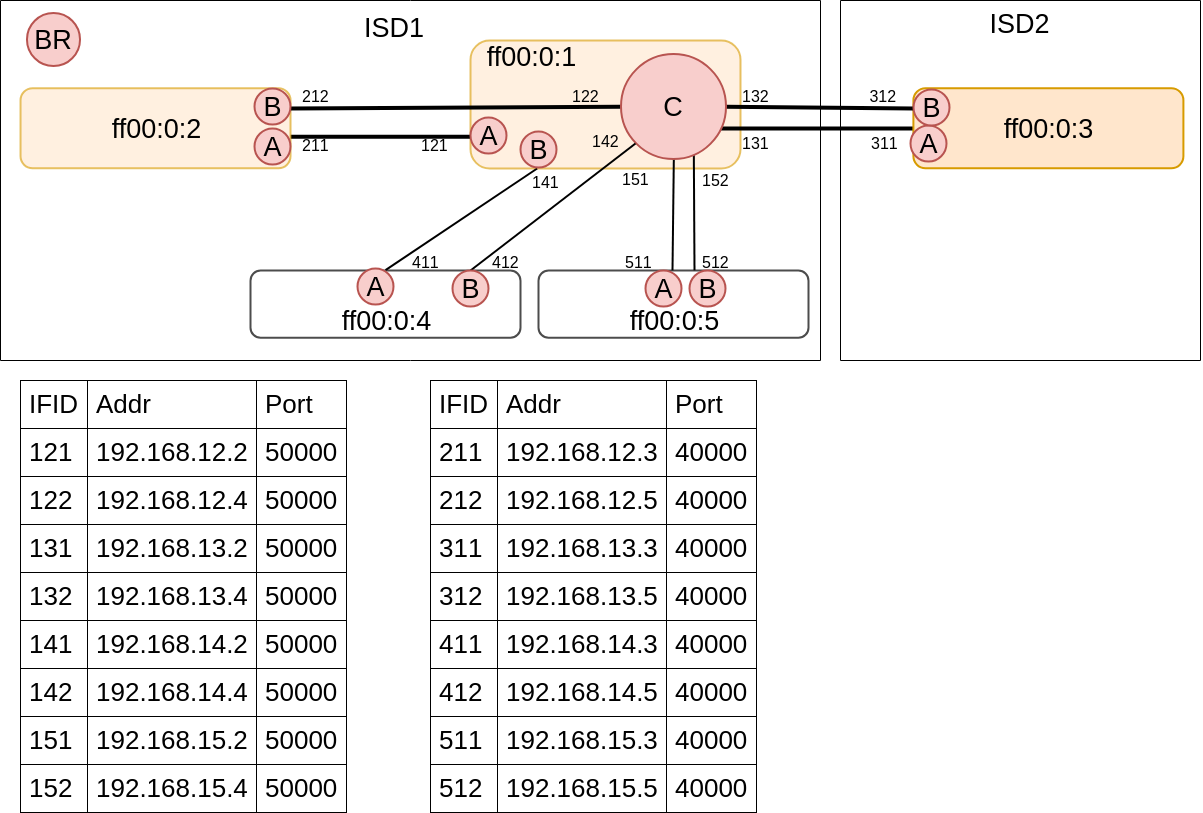 ISD1
ISD2
BR
ff00:0:1
C
ff00:0:2
B
A
212
211
122
121
A
B
142
141
132
131
151
152
312
311
B
A
ff00:0:3
411
412
511
512
A
B
ff00:0:4
A
B
ff00:0:5
IFID Addr Port
121 192.168.12.2 50000
122 192.168.12.4 50000
131 192.168.13.2 50000
132 192.168.13.4 50000
141 192.168.14.2 50000
142 192.168.14.4 50000
151 192.168.15.2 50000
152 192.168.15.4 50000
IFID Addr Port
211 192.168.12.3 40000
212 192.168.12.5 40000
311 192.168.13.3 40000
312 192.168.13.5 40000
411 192.168.14.3 40000
412 192.168.14.5 40000
511 192.168.15.3 40000
512 192.168.15.5 40000